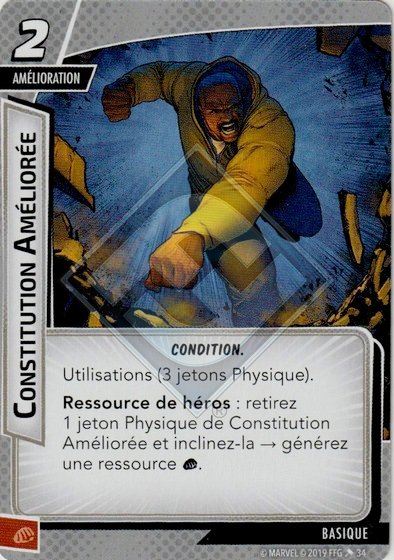 2
AMÉLIORATION
CONSTITUTION AMÉLIORÉE
CONDITION.
Utilisations (3 jetons Physique).
Ressource de héros : retirez
1 jeton Physique de Constitution
Améliorée et inclinez-la → générez
une ressource .
BASIQUE
© MARVEL © 2019 FFG 34